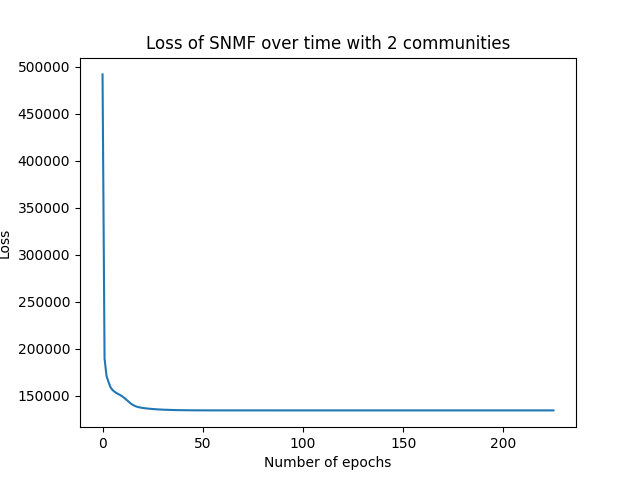 Loss of SNMF over time with 2 communities
500000
450000
400000
350000
300000
250000
200000
150000
Loss
0 50 100 150 200
Number of epochs